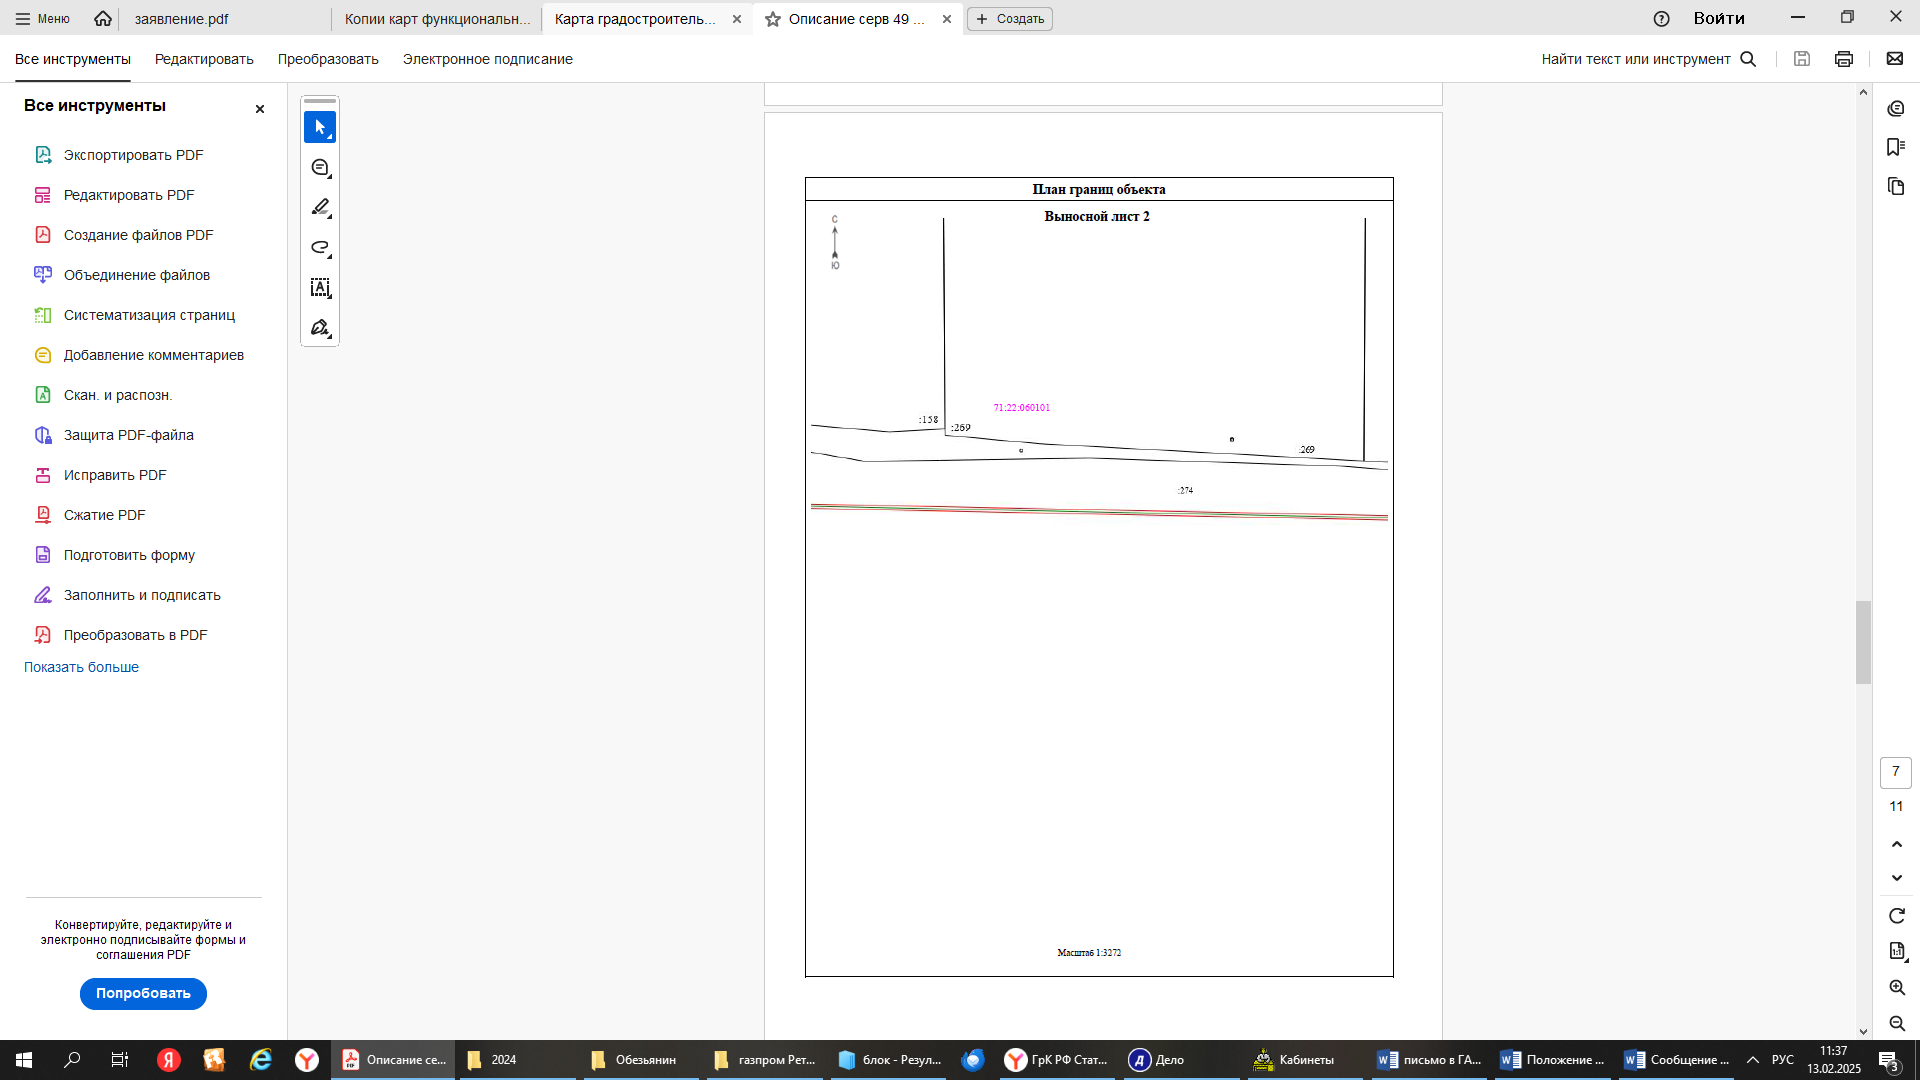 Меню
заявление.pdf
Копии карт функциональн...
Карта градостроитель...
Описание серв 49 ...
Создать
Войти
Все инструменты
Редактировать
Преобразовать
Электронное подписание
Найти текст или инструмент
Все инструменты
Экспортировать PDF
Редактировать PDF
Создание файлов PDF
Объединение файлов
Систематизация страниц
Добавление комментариев
Скан. и распозн.
Защита PDF-файла
Исправить PDF
Сжатие PDF
Подготовить форму
Заполнить и подписать
Преобразовать в PDF
Показать больше
Конвертируйте, редактируйте и
электронно подписывайте формы и
соглашения PDF
Попробовать
План границ объекта
Выносной лист 2
С
Ю
71:22:060101
:158
:269
:269
:274
Масштаб 1:3272
7
11
1:1
Описание се...
2024
Обезьянин
газпром Рет...
блок - Резул...
ГрК РФ Стат...
Дело
Кабинеты
письмо в ГА...
Положение ...
Сообщение ...
РУС
11:37
13.02.2025
3